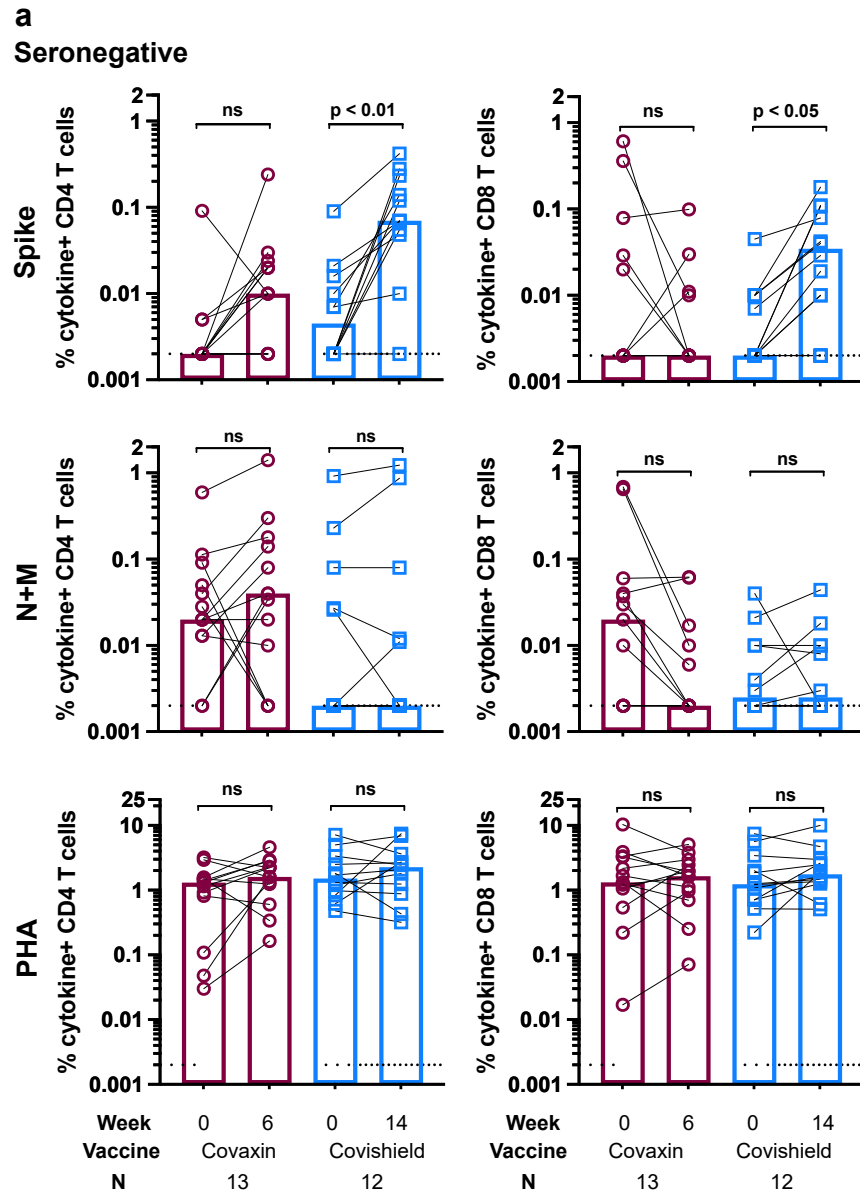 a
Seronegative
Spike
% cytokine+ CD4 T cells
2
1
0.1
0.01
0.001
ns
p < 0.01
% cytokine+ CD8 T cells
2
1
0.1
0.01
0.001
ns
p < 0.05
N+M
% cytokine+ CD4 T cells
2
1
0.1
0.01
0.001
ns
ns
% cytokine+ CD8 T cells
2
1
0.1
0.01
0.001
ns
ns
PHA
% cytokine+ CD4 T cells
25
10
1
0.1
0.01
0.001
ns
ns
% cytokine+ CD8 T cells
25
10
1
0.1
0.01
0.001
ns
ns
Week 0 6 0 14 0 6 0 14
Vaccine Covaxin Covishield Covaxin Covishield
N 13 12 13 12